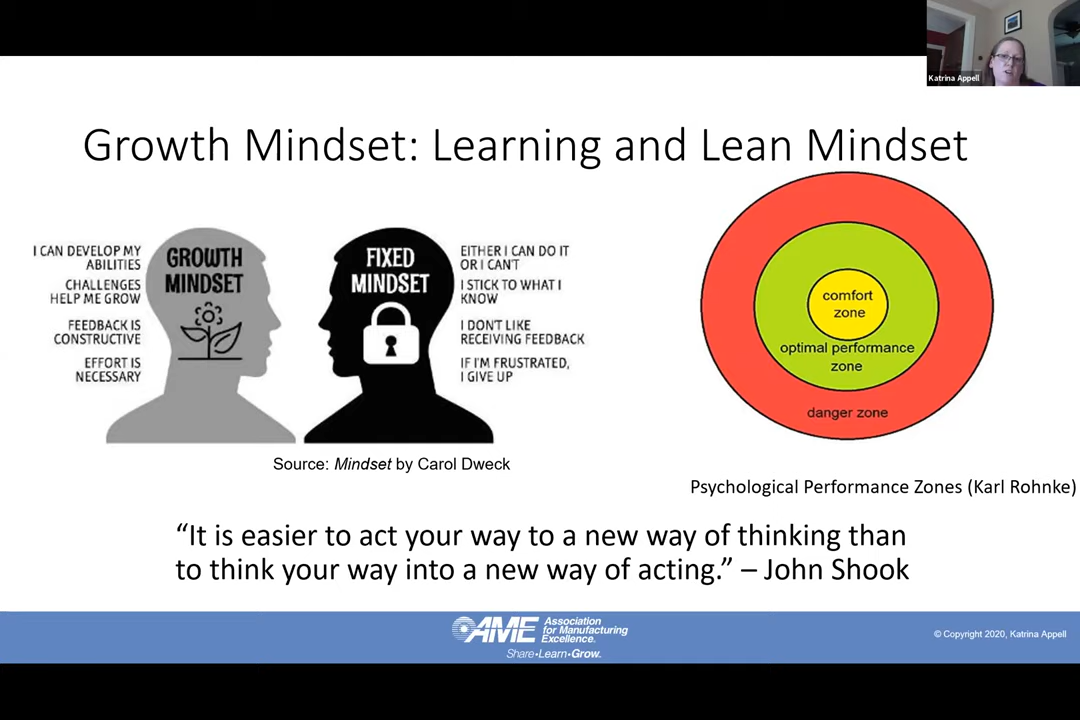 Katrina Appell
Growth Mindset: Learning and Lean Mindset
I CAN DEVELOP MY
ABILITIES
CHALLENGES
HELP ME GROW
FEEDBACK IS
CONSTRUCTIVE
EFFORT IS
NECESSARY
GROWTH
MINDSET
FIXED
MINDSET
EITHER I CAN DO IT
OR I CAN'T
I STICK TO WHAT I
KNOW
I DON'T LIKE
RECEIVING FEEDBACK
IF I'M FRUSTRATED,
I GIVE UP
Source: Mindset by Carol Dweck
comfort
zone
optimal performance
zone
danger zone
Psychological Performance Zones (Karl Rohnke)
“It is easier to act your way to a new way of thinking than
to think your way into a new way of acting.” – John Shook
AME
Association
for Manufacturing
Excellence.
Share•Learn•Grow.
© Copyright 2020, Katrina Appell